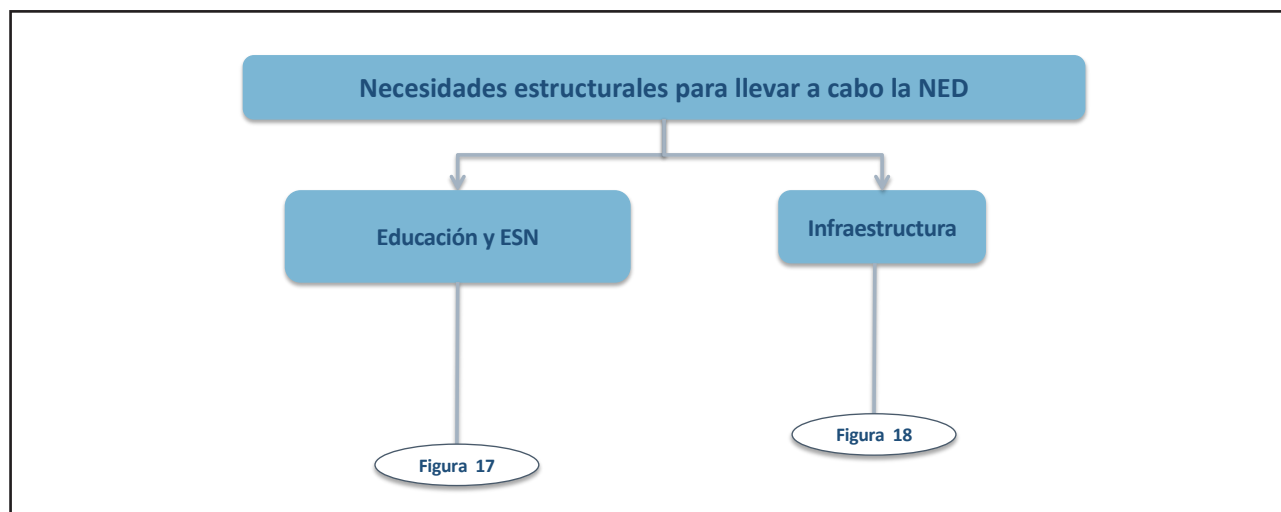 Necesidades estructurales para llevar a cabo la NED
Educación y ESN
Infraestructura
Figura 18
Figura 17